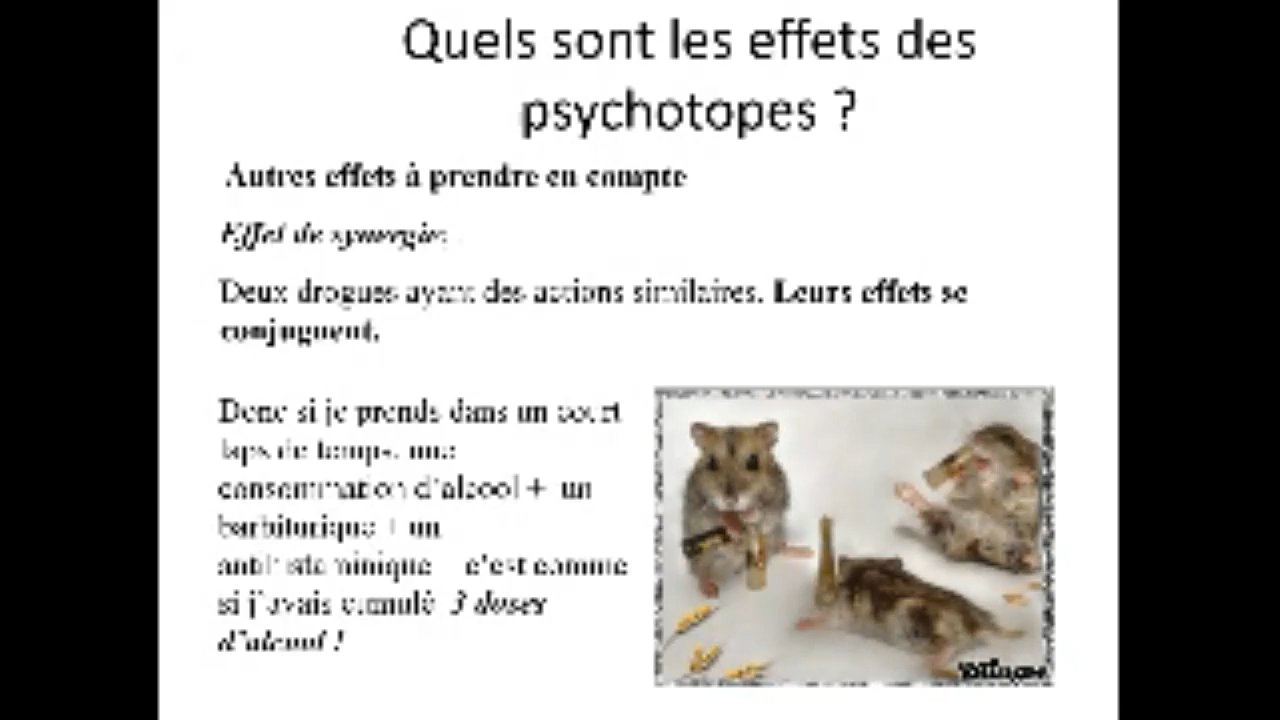 Quels sont les effets des
psychotopes ?
Autres effets à prendre en compte
Effet de synergie.
Deux drogues ayant des actions similaires. Leurs effets se
conjuguent.
Donc si je prends dans un court
laps de temps, une
consommation d'alcool + un
barbiturique + un
antihistaminique c'est comme
si j'avais cumulé 3 doses
d'alcool !